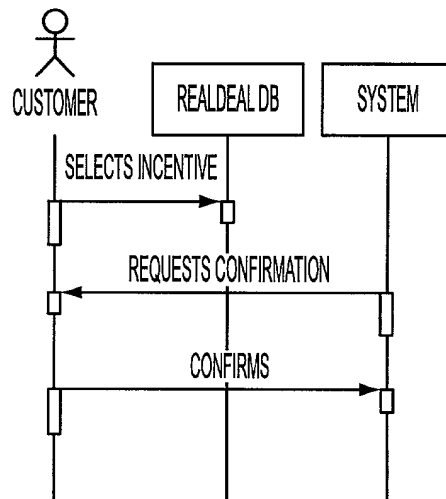 CUSTOMER
REALDEAL DB
SYSTEM
SELECTS INCENTIVE
REQUESTS CONFIRMATION
CONFIRMS